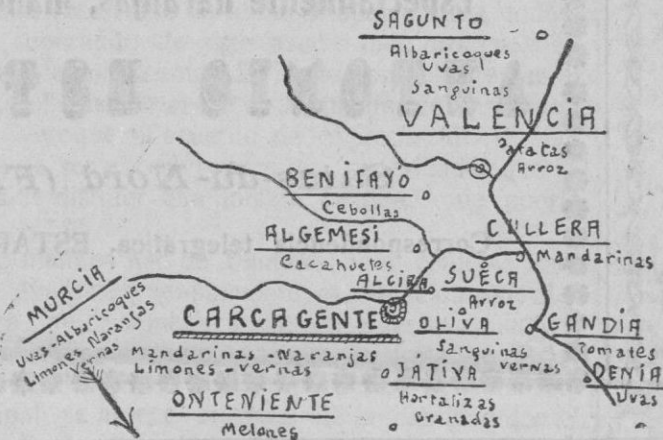 SAGUNTO
Albaricoques
Uvas
Sanguinas
VALENCIA
Patatas
Arroz
BENIFAYÓ
Cebollas
ALGEMESI
Cacahuetes
CULLERA
Mandarinas
ALCIRA
SUECA
Arroz
MURCIA
Uvas-Albaricoques
Limones Naranjas
Vernas
CARCAGENTE
Mandarinas-Naranjas
Limones-vernas
OLIVA
Sanguinas
vernas
GANDIA
Tomates
JATIVA
Hortalizas
Granadas
DENIA
Uvas
ONTENIENTE
Melones